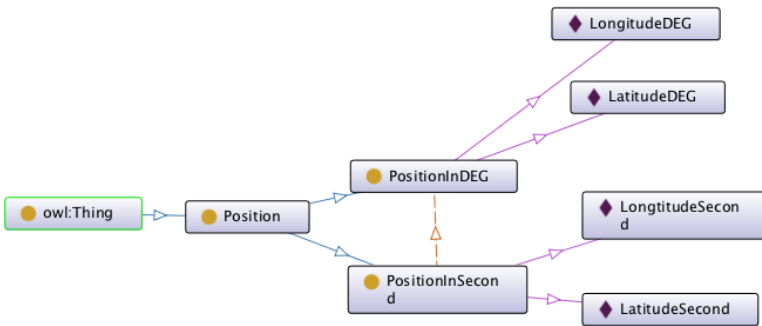 LongitudeDEG
LatitudeDEG
PositionInDEG
owl:Thing
Position
LongtitudeSecon
d
PositionInSecon
d
LatitudeSecond